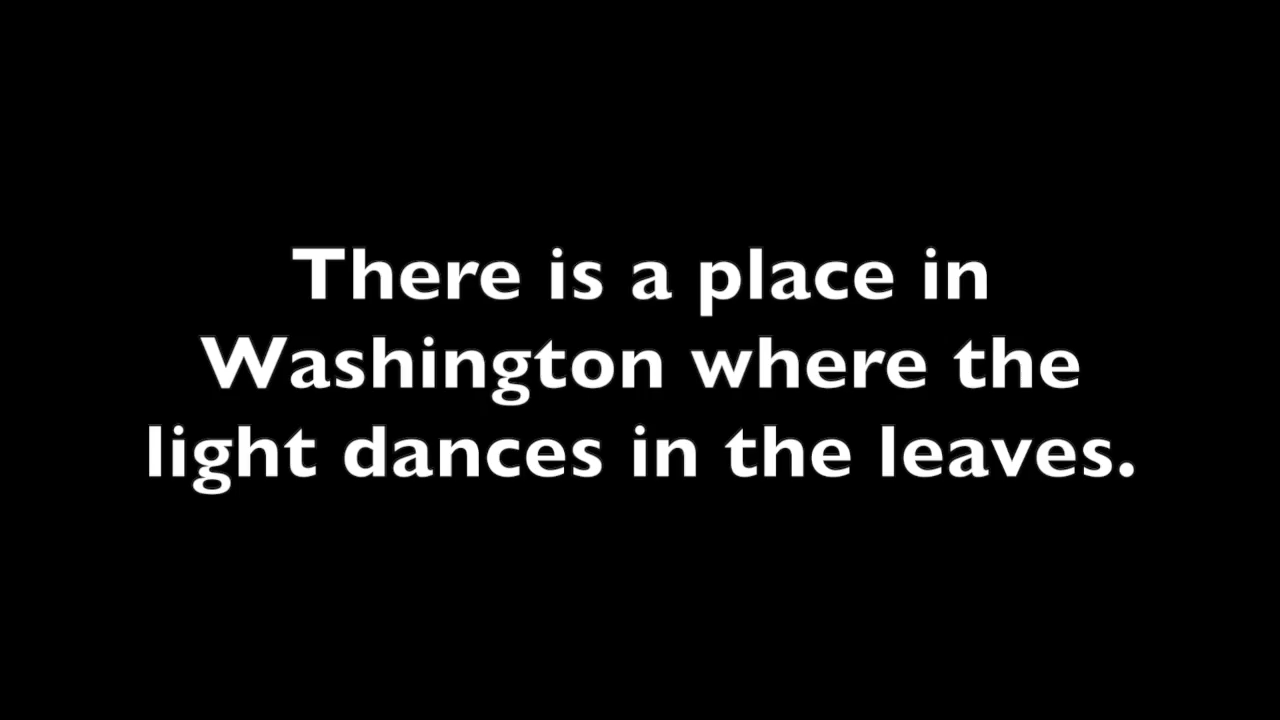 There is a place in
Washington where the
light dances in the leaves.